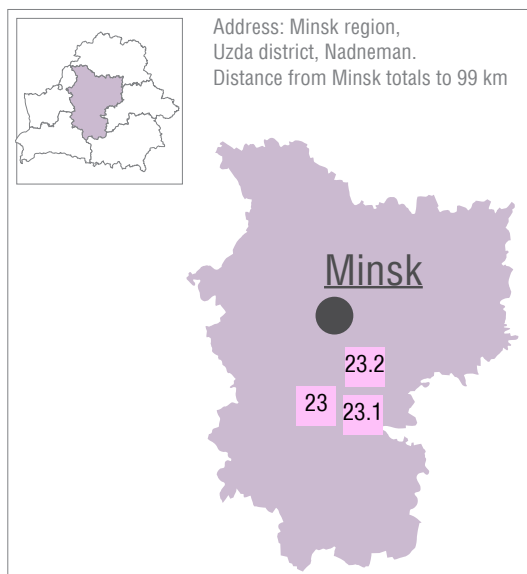 Address: Minsk region,
Uzda district, Nadneman.
Distance from Minsk totals to 99 km
Minsk
23.2
23
23.1